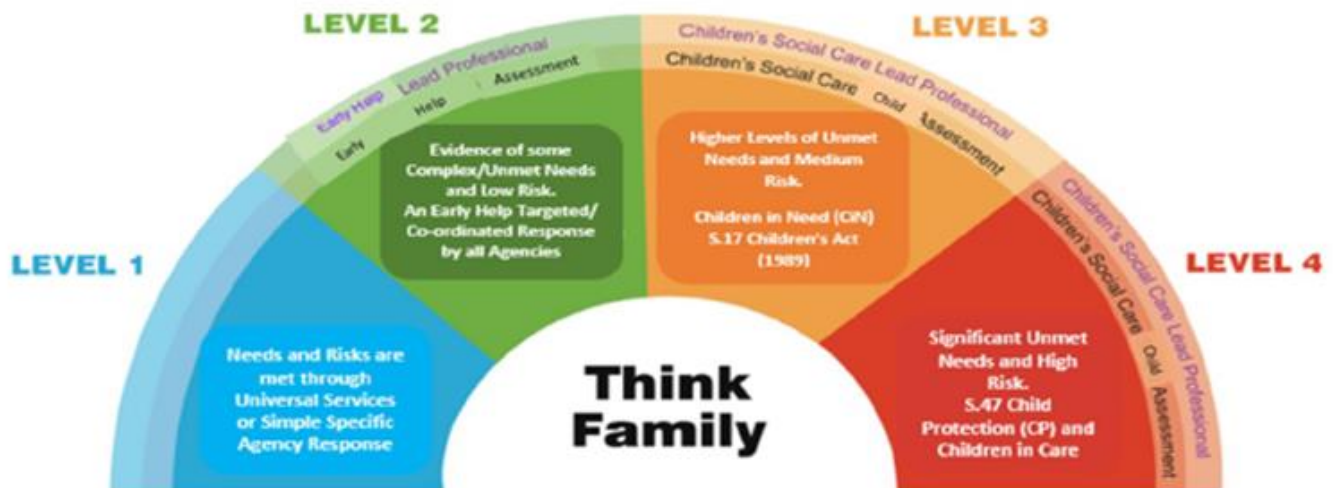 LEVEL 1
Needs and Risks are
met through
Universal Services
or Simple Specific
Agency Response
LEVEL 2
Early Help Lead Professional
Early Help Assessment
Evidence of some
Complex/Unmet Needs
and Low Risk.
An Early Help Targeted/
Co-ordinated Response
by all Agencies
LEVEL 3
Children's Social Care Lead Professional
Children's Social Care Child Assessment
Higher Levels of Unmet
Needs and Medium
Risk.
Children in Need (CiN)
S.17 Children's Act
(1989)
LEVEL 4
Children's Social Care Lead Professional
Children's Social Care Child Assessment
Significant Unmet
Needs and High
Risk.
S.47 Child
Protection (CP) and
Children in Care
Think
Family